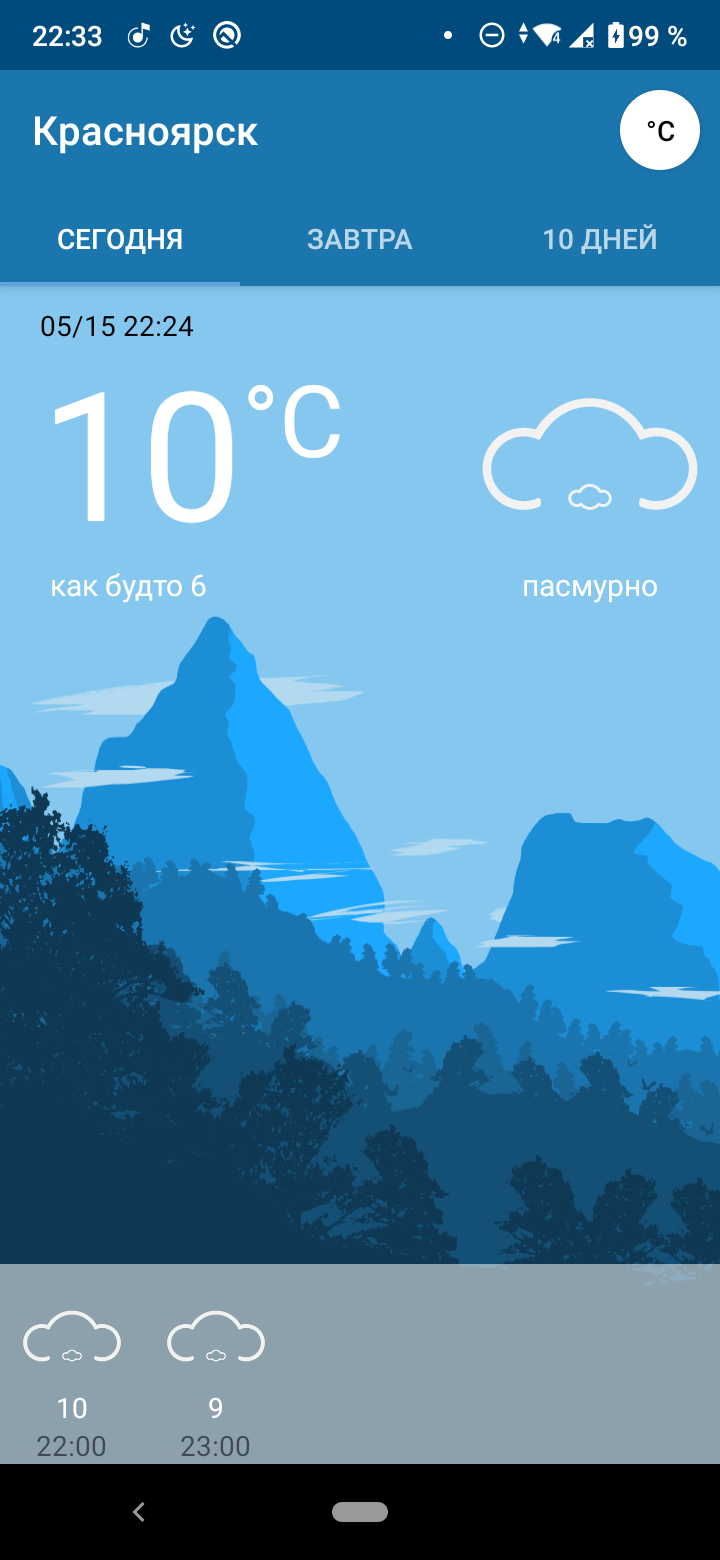 22:33 4 99 %
Красноярск °C
СЕГОДНЯ ЗАВТРА 10 ДНЕЙ
05/15 22:24
10°C
как будто 6 пасмурно
10 9
22:00 23:00